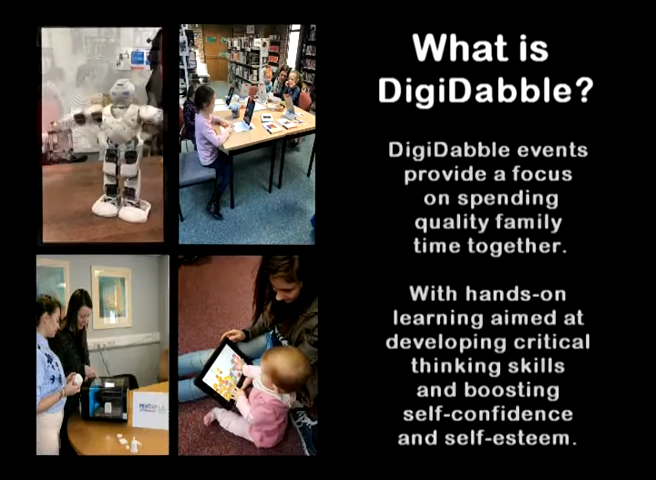 What is
DigiDabble?
DigiDabble events
provide a focus
on spending
quality family
time together.
With hands-on
learning aimed at
developing critical
thinking skills
and boosting
self-confidence
and self-esteem.